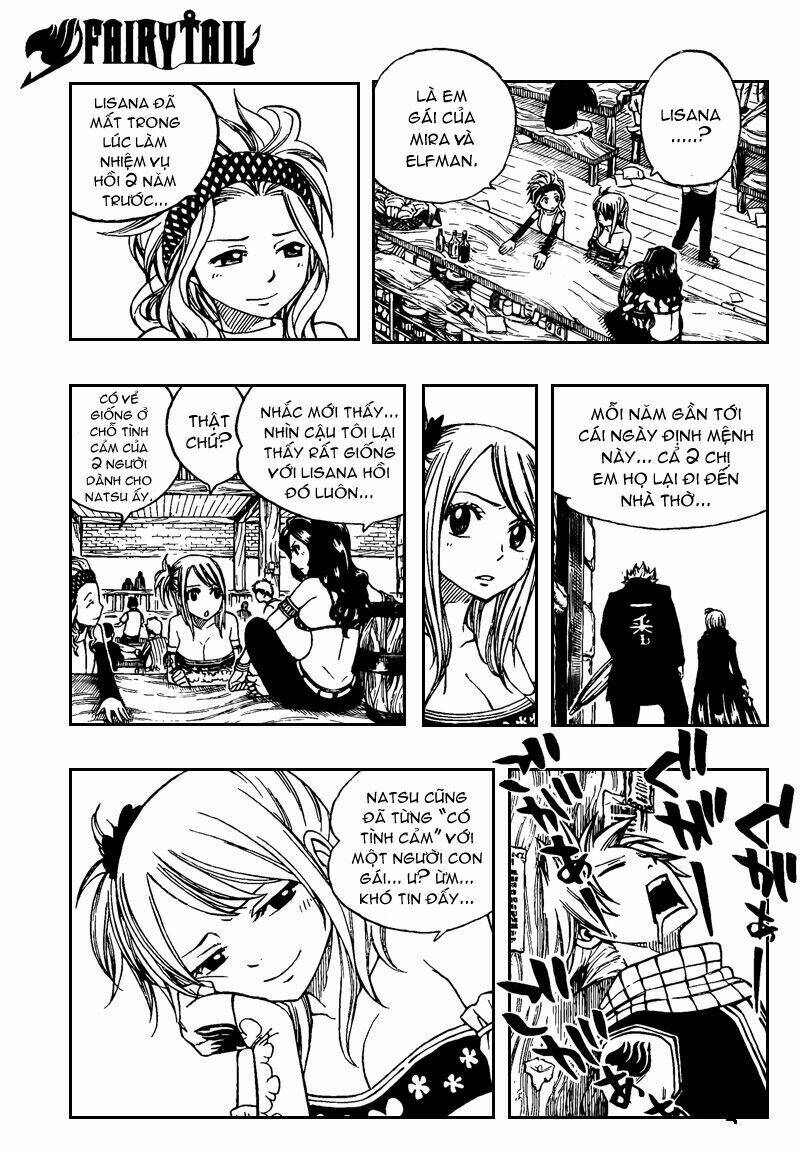 FAIRY TAIL
LISANA
.....?
LÀ EM
GÁI CỦA
MIRA VÀ
ELFMAN.
LISANA ĐÃ
MẤT TRONG
LÚC LÀM
NHIỆM VỤ
HỒI 2 NĂM
TRƯỚC...
MỖI NĂM GẦN TỚI
CÁI NGÀY ĐỊNH MỆNH
NÀY... CẢ 2 CHỊ
EM HỌ LẠI ĐI ĐẾN
NHÀ THỜ...
NHẮC MỚI THẤY...
NHÌN CẬU TÔI LẠI
THẤY RẤT GIỐNG
VỚI LISANA HỒI
ĐÓ LUÔN...
THẬT
CHứ?
CÓ VẺ
GIỐNG Ở
CHỖ TÌNH
CẢM CỦA
2 NGƯỜI
DÀNH CHO
NATSU ẤY.
NATSU CŨNG
ĐÃ TỪNG "CÓ
TÌNH CẢM" VỚI
MỘT NGƯỜI CON
GÁI... Ư? ỪM...
KHÓ TIN ĐẤY...